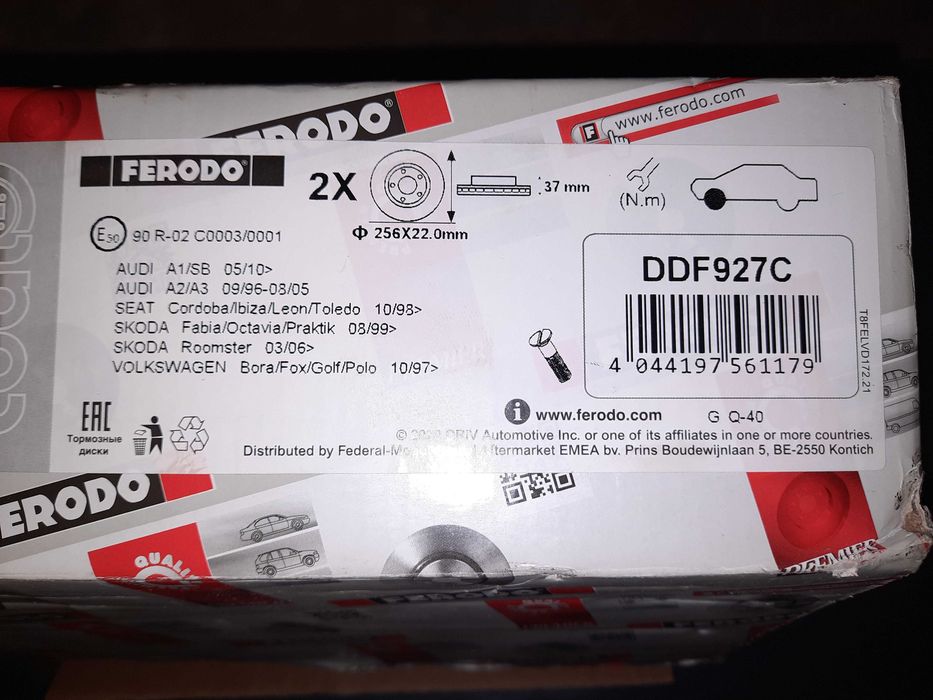 FERODO®
F www.ferodo.com
FERODO®
2X
37 mm
(N.m)
Φ 256X22.0mm
E50 90 R-02 C0003/0001
AUDI A1/SB 05/10>
AUDI A2/A3 09/96-08/05
SEAT Cordoba/Ibiza/Leon/Toledo 10/98>
SKODA Fabia/Octavia/Praktik 08/99>
SKODA Roomster 03/06>
VOLKSWAGEN Bora/Fox/Golf/Polo 10/97>
DDF927C
4 044197 561179
T8FELVD172.21
EAC
Тормозные
диски
i www.ferodo.com
G Q-40
© DRiV Automotive Inc. or one of its affiliates in one or more countries.
Distributed by Aftermarket EMEA bv. Prins Boudewijnlaan 5, BE-2550 Kontich
FERODO
PREMIER